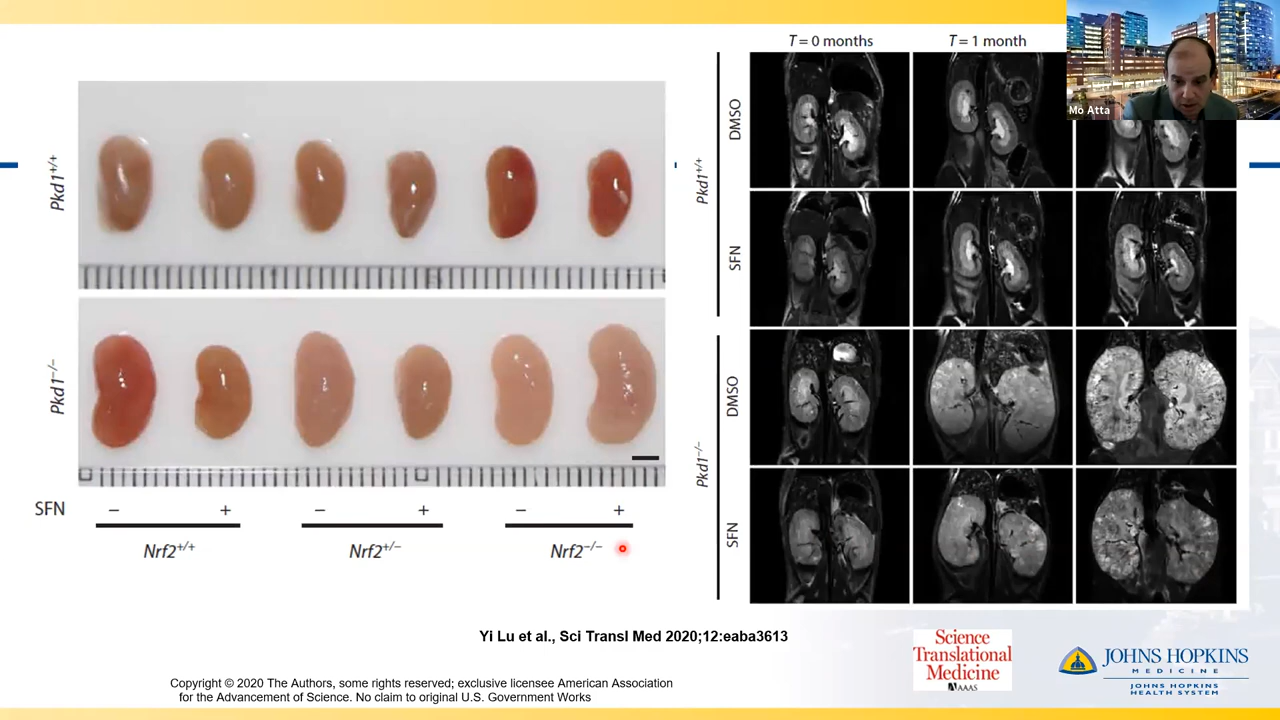 T = 0 months
T = 1 month
Mo Atta
Pkd1+/+
Pkd1−/−
SFN
− + − + − +
Nrf2+/+
Nrf2+/−
Nrf2−/−
Pkd1+/+
DMSO
SFN
Pkd1−/−
DMSO
SFN
Yi Lu et al., Sci Transl Med 2020;12:eaba3613
Copyright © 2020 The Authors, some rights reserved; exclusive licensee American Association
for the Advancement of Science. No claim to original U.S. Government Works
Science
Translational
Medicine
AAAS
JOHNS HOPKINS
MEDICINE
JOHNS HOPKINS
HEALTH SYSTEM